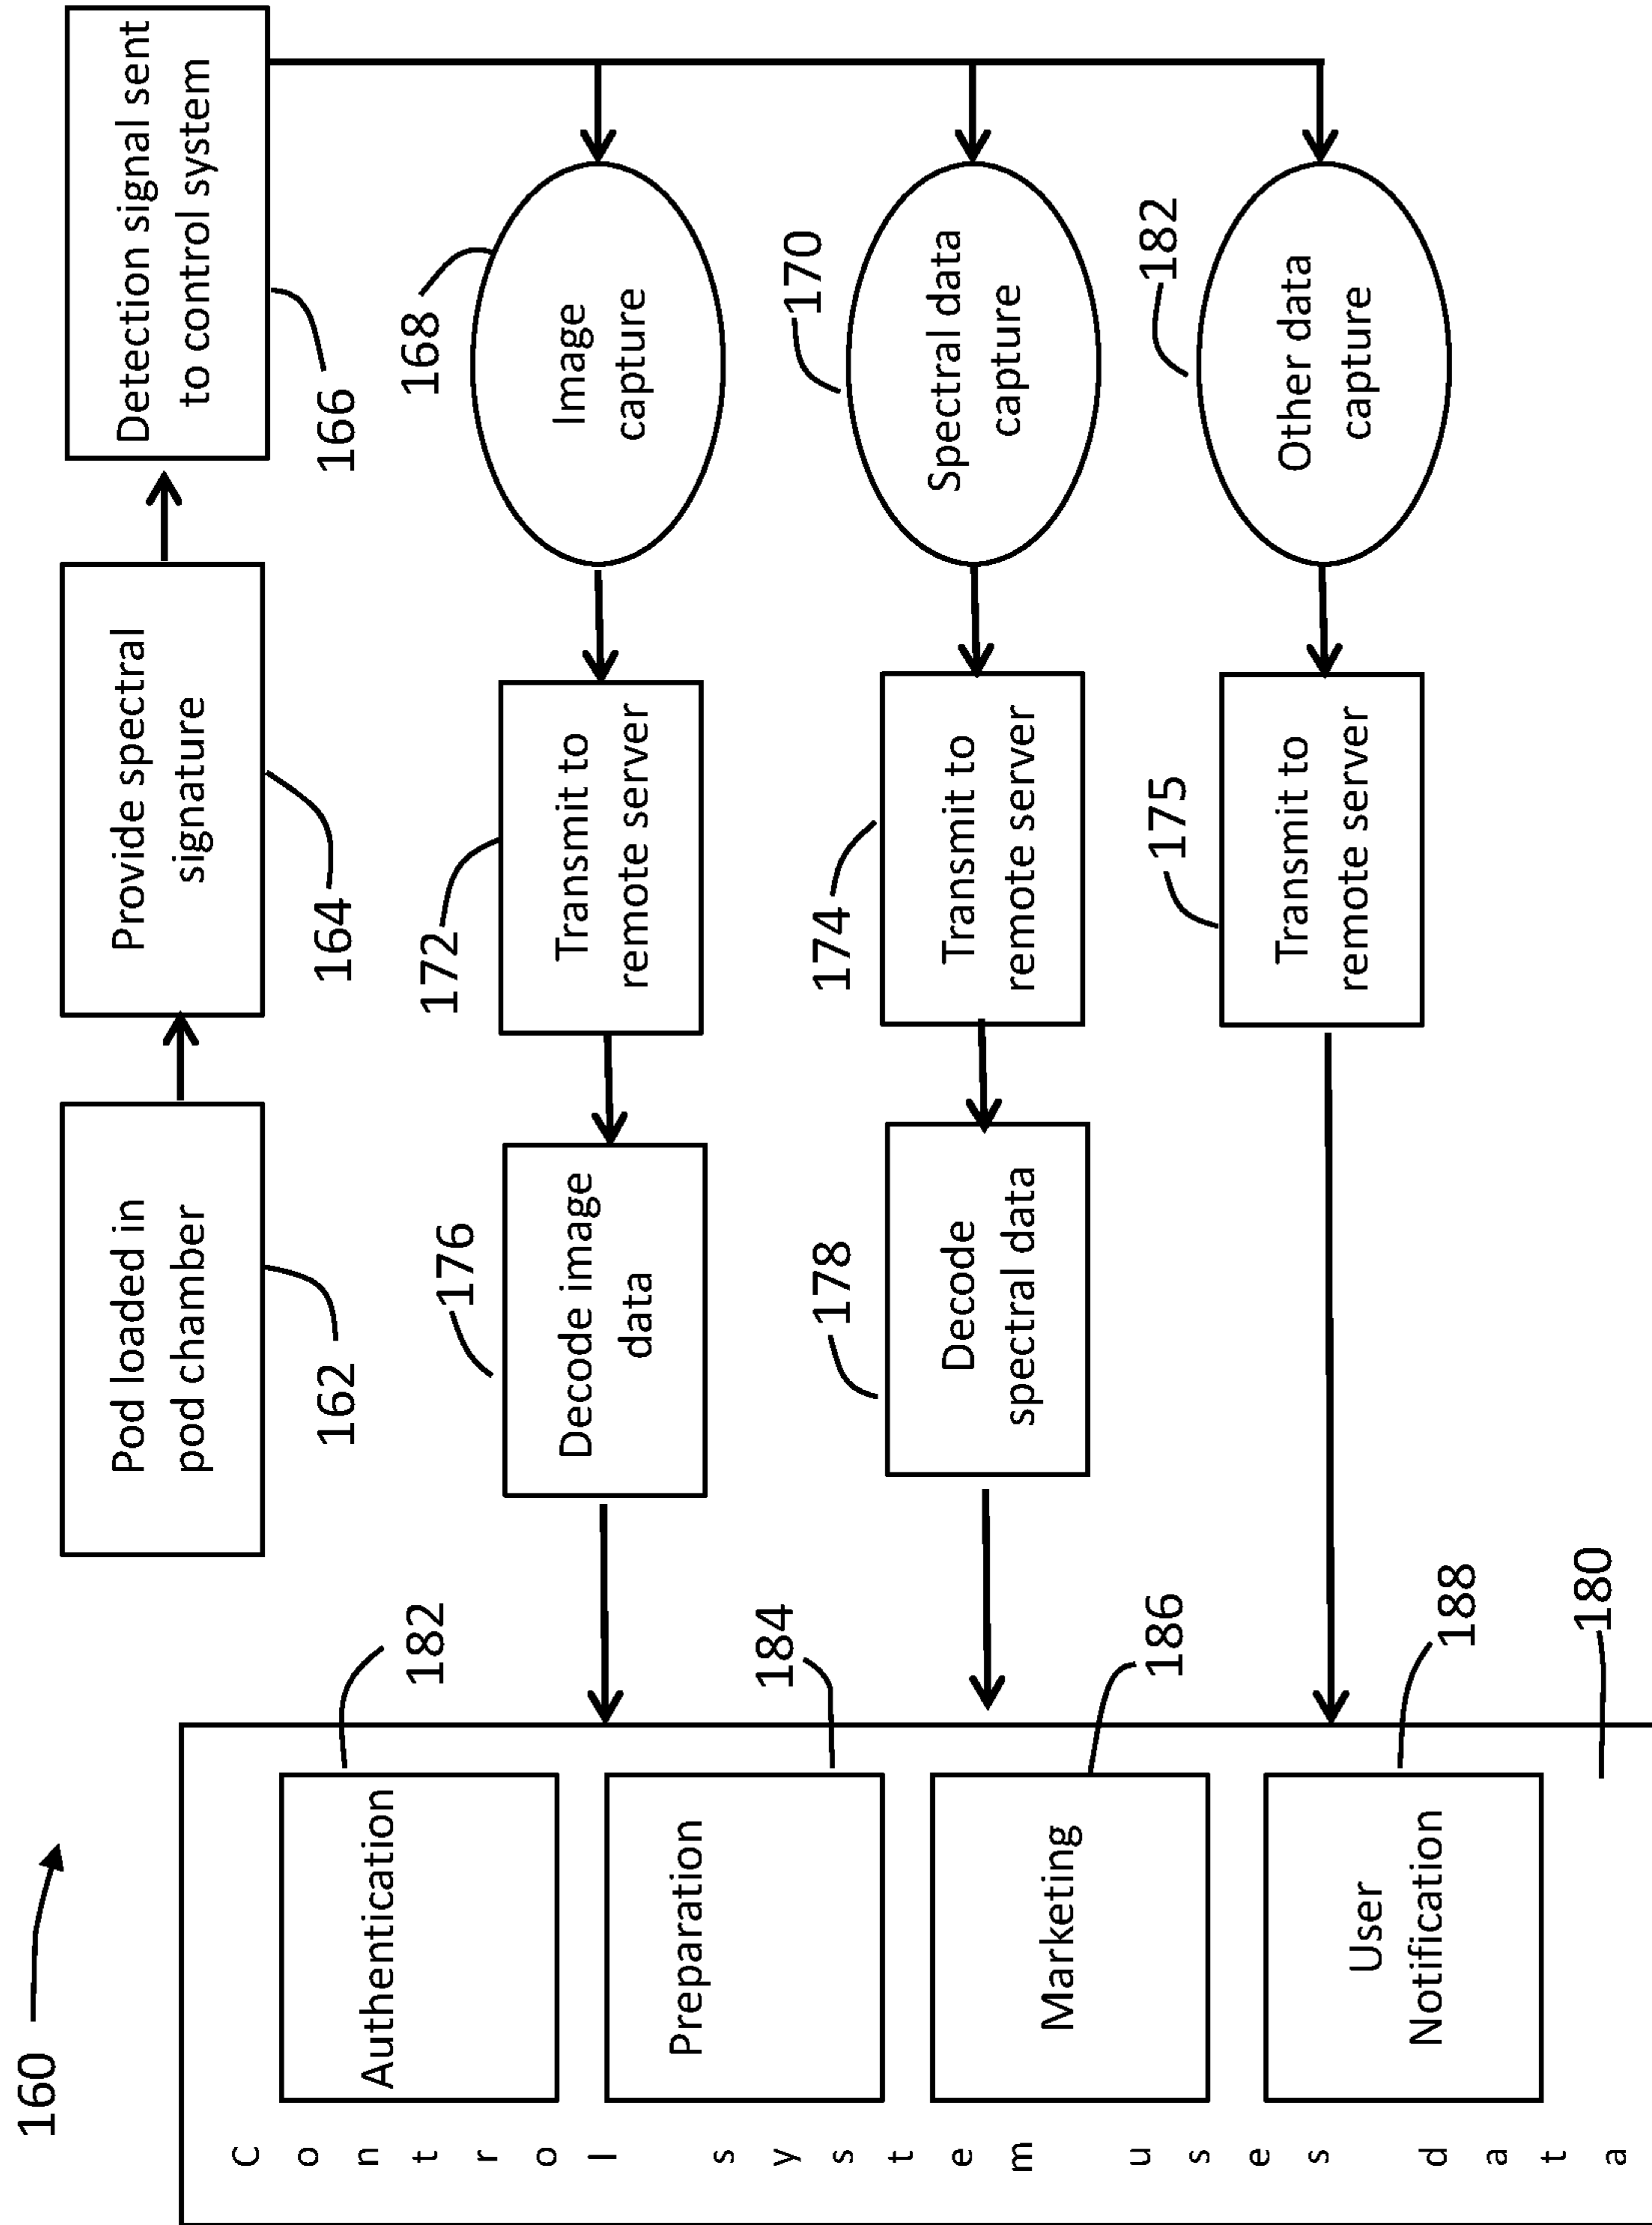 160
Pod loaded in
pod chamber
162
Provide spectral
signature
164
Detection signal sent
to control system
166
Authentication
182
Decode image
data
176
Transmit to
remote server
172
Image
capture
168
Preparation
184
Decode
spectral data
178
Transmit to
remote server
174
Spectral data
capture
170
Marketing
186
Transmit to
remote server
175
Other data
capture
182
User
Notification
188
180
Control system uses data